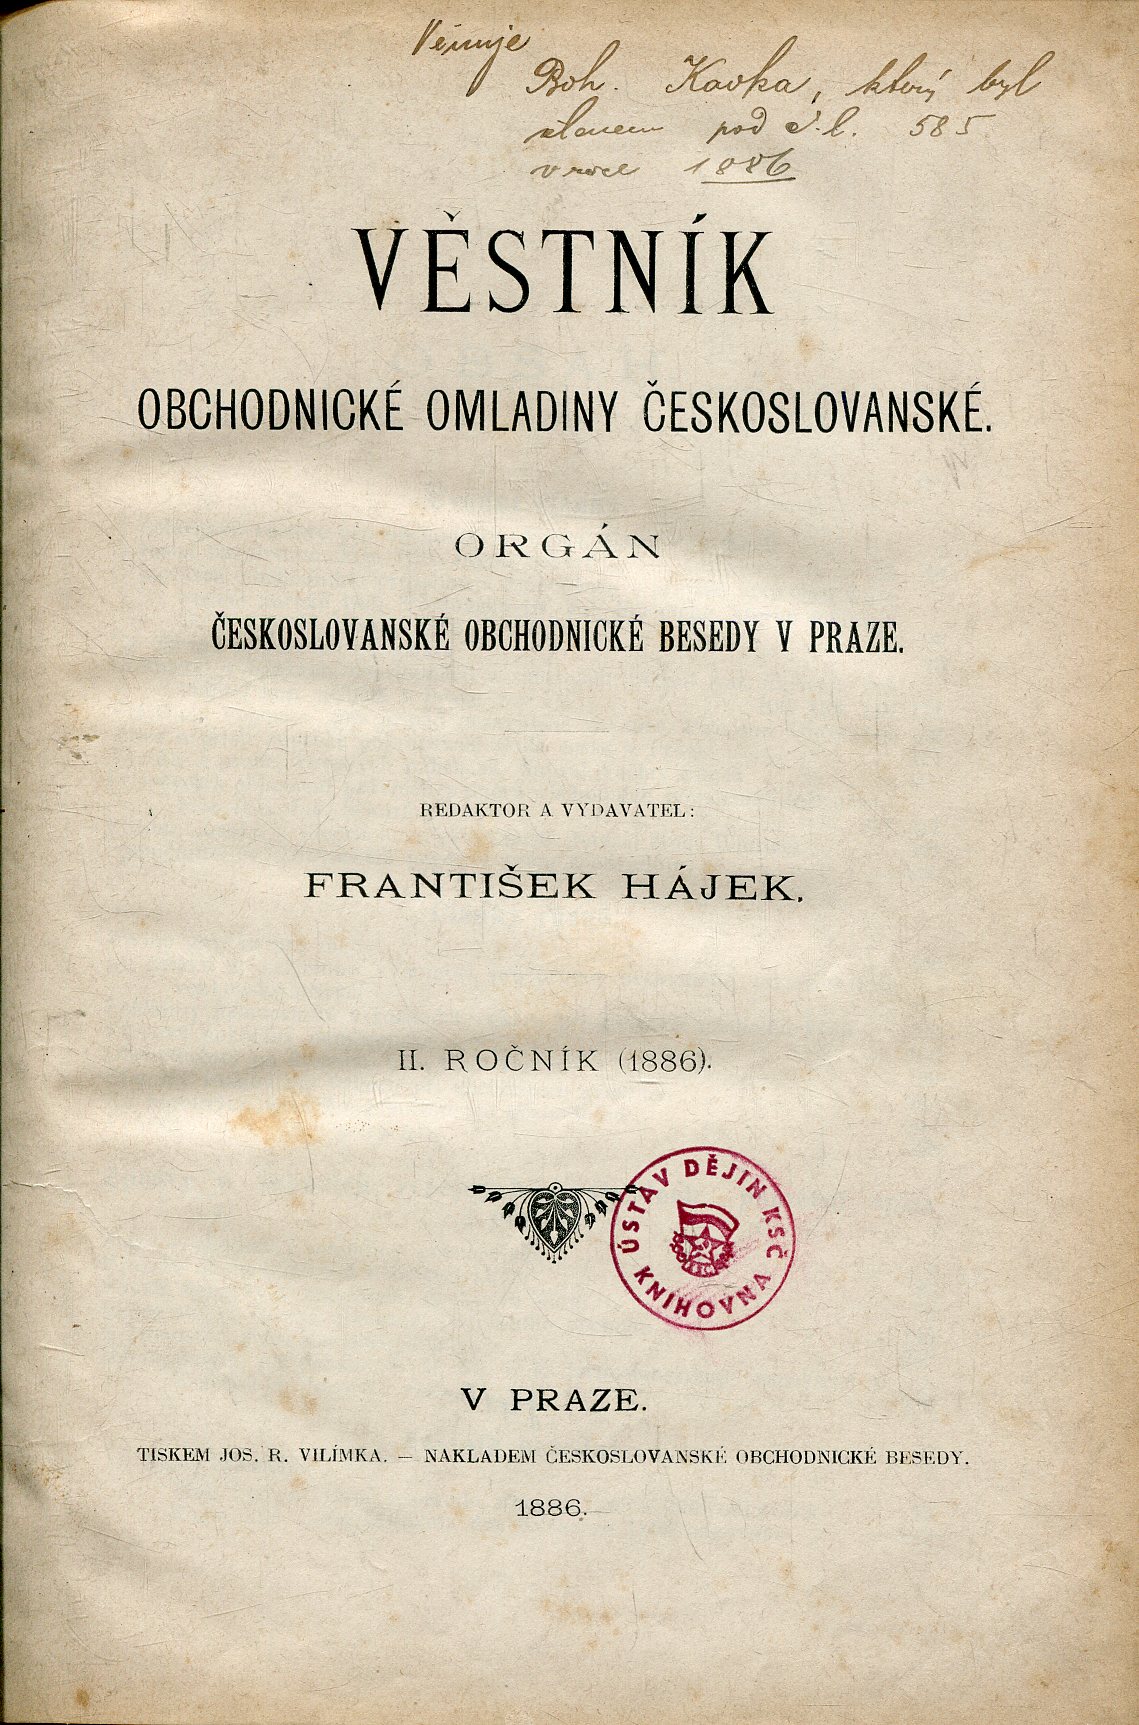 Věnuje
Boh. Kavka, který byl
členem pod č. l. 585
v roce 1886
VĚSTNÍK
OBCHODNICKÉ OMLADINY ČESKOSLOVANSKÉ.
ORGÁN
ČESKOSLOVANSKÉ OBCHODNICKÉ BESEDY V PRAZE.
REDAKTOR A VYDAVATEL:
FRANTIŠEK HÁJEK.
II. ROČNÍK (1886).
ÚSTAV DĚJIN KSČ
KNIHOVNA
V PRAZE.
TISKEM JOS. R. VILÍMKA. — NAKLADEM ČESKOSLOVANSKÉ OBCHODNICKÉ BESEDY.
1886.